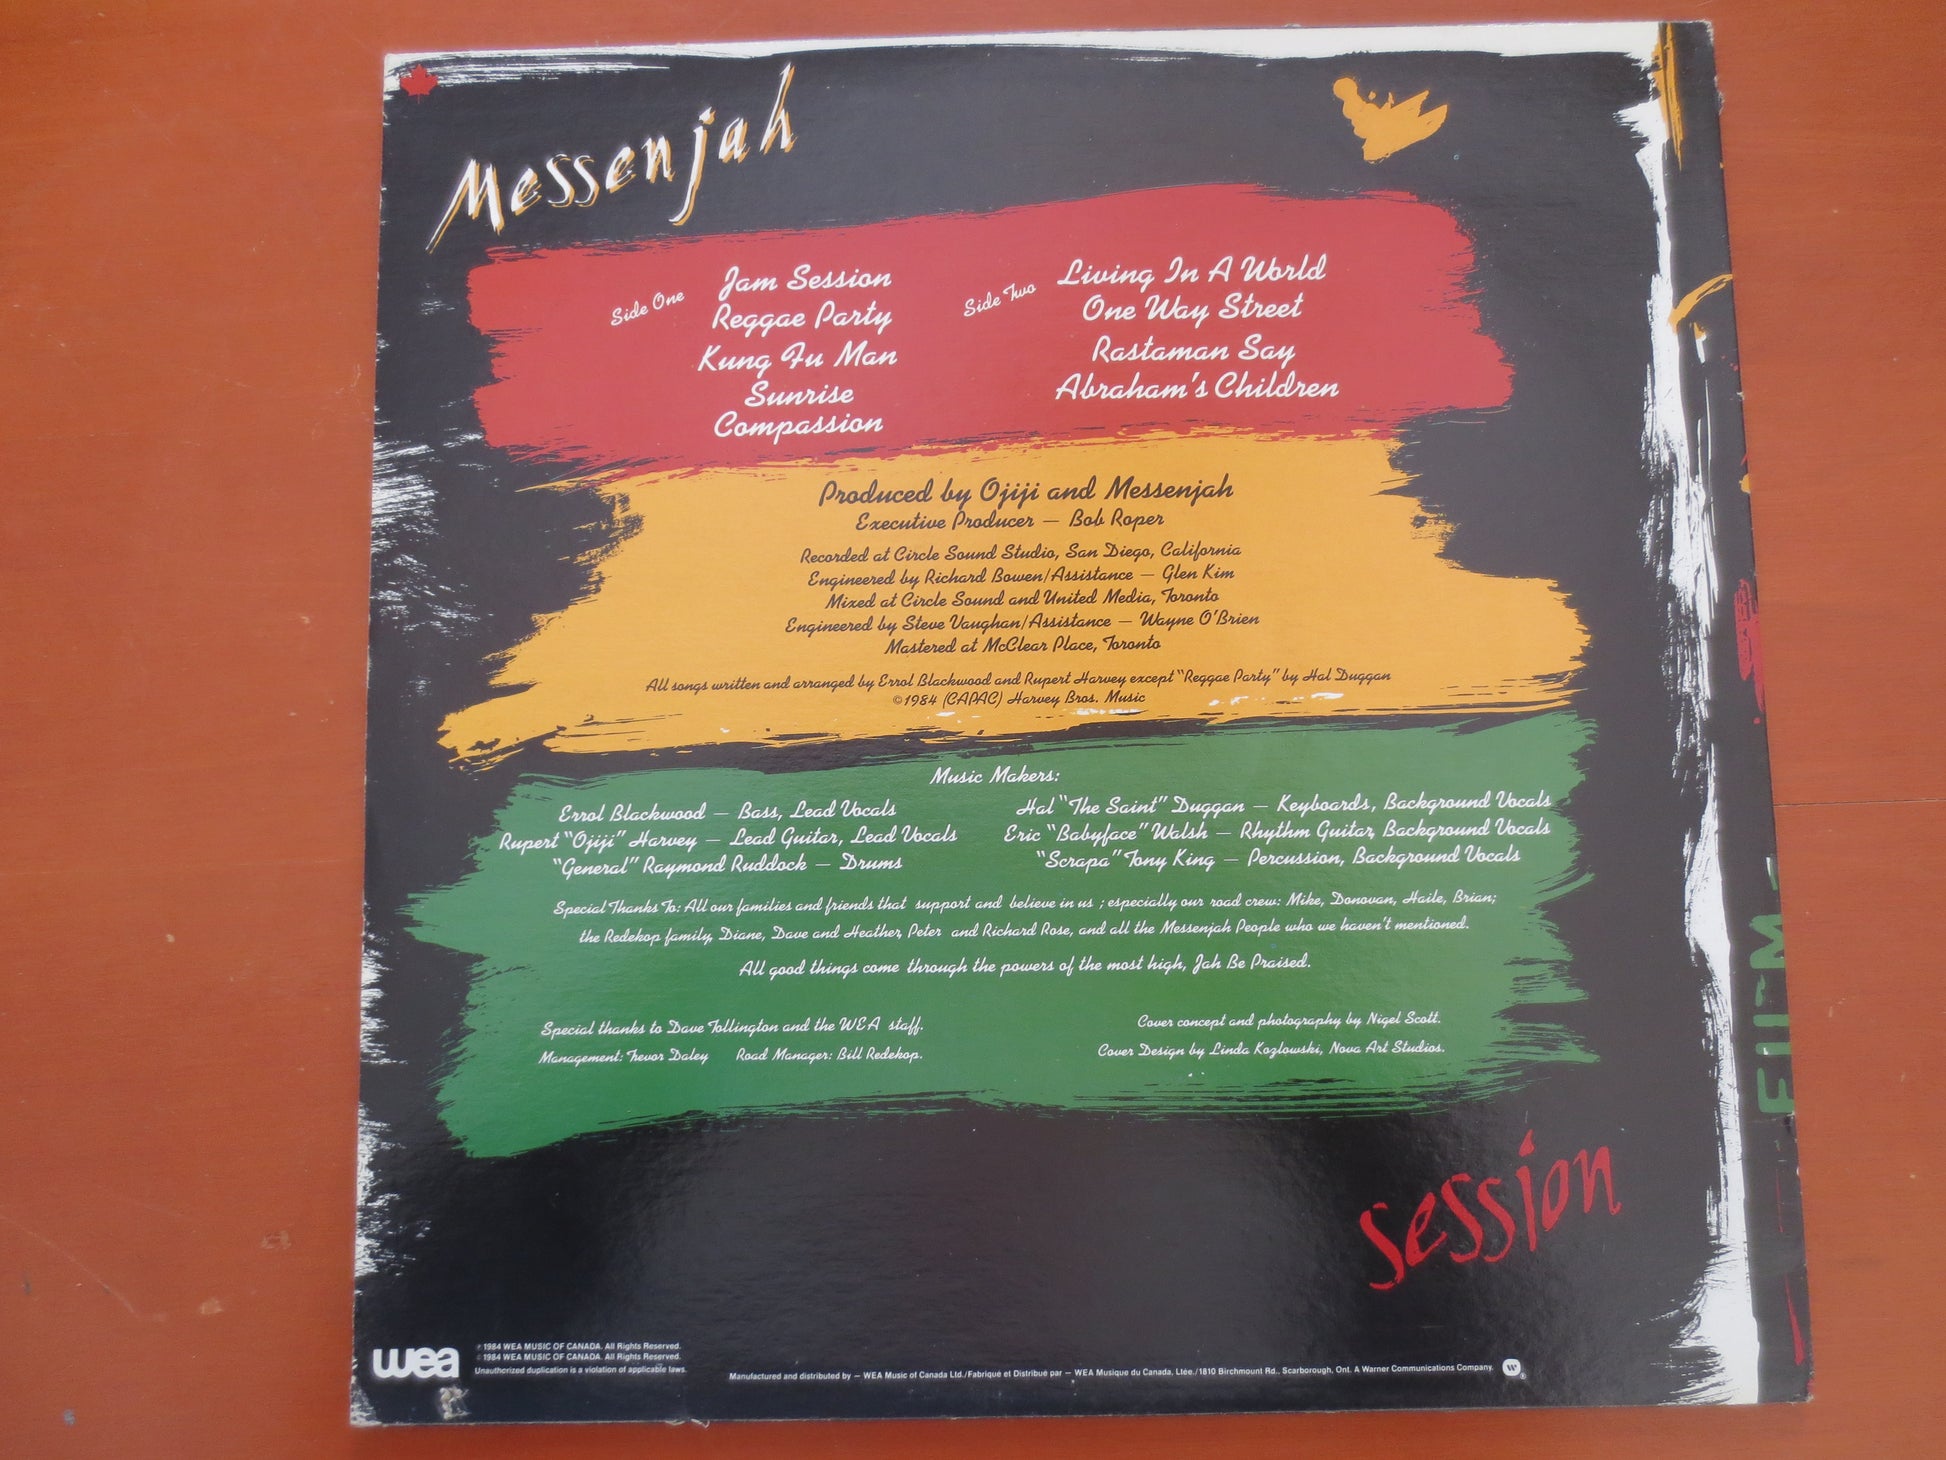 Messenjah
Side One
Jam Session
Reggae Party
Kung Fu Man
Sunrise
Compassion
Side Two
Living In A World
One Way Street
Rastaman Say
Abraham's Children
Produced by Ojiji and Messenjah
Executive Producer — Bob Roper
Recorded at Circle Sound Studio, San Diego, California
Engineered by Richard Bowen/Assistance — Glen Kim
Mixed at Circle Sound and United Media, Toronto
Engineered by Steve Vaughan/Assistance — Wayne O'Brien
Mastered at McClear Place, Toronto
All songs written and arranged by Errol Blackwood and Rupert Harvey except "Reggae Party" by Hal Duggan
©1984 (CAPAC) Harvey Bros. Music
Music Makers:
Errol Blackwood — Bass, Lead Vocals
Rupert "Ojiji" Harvey — Lead Guitar, Lead Vocals
"General" Raymond Ruddock — Drums
Hal "The Saint" Duggan — Keyboards, Background Vocals
Eric "Babyface" Walsh — Rhythm Guitar, Background Vocals
"Scrapa" Tony King — Percussion, Background Vocals
Special Thanks To: All our families and friends that support and believe in us ; especially our road crew: Mike, Donovan, Haile, Brian;
the Redekop family, Diane, Dave and Heather, Peter and Richard Rose, and all the Messenjah People who we haven't mentioned.
All good things come through the powers of the most high, Jah Be Praised.
Special thanks to Dave Tollington and the WEA staff.
Management: Trevor Daley Road Manager: Bill Redekop.
Cover concept and photography by Nigel Scott.
Cover Design by Linda Kozlowski, Nova Art Studios.
session
wea
℗ 1984 WEA MUSIC OF CANADA. All Rights Reserved.
© 1984 WEA MUSIC OF CANADA. All Rights Reserved.
Unauthorized duplication is a violation of applicable laws.
Manufactured and distributed by — WEA Music of Canada Ltd./Fabriqué et Distribué par — WEA Musique du Canada, Ltée./1810 Birchmount Rd., Scarborough, Ont. A Warner Communications Company.